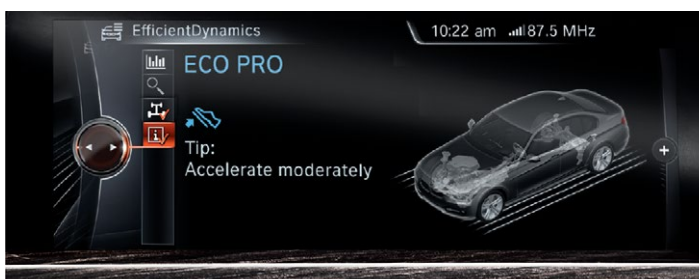 EfficientDynamics
10:22 am 87.5 MHz
ECO PRO
Tip:
Accelerate moderately